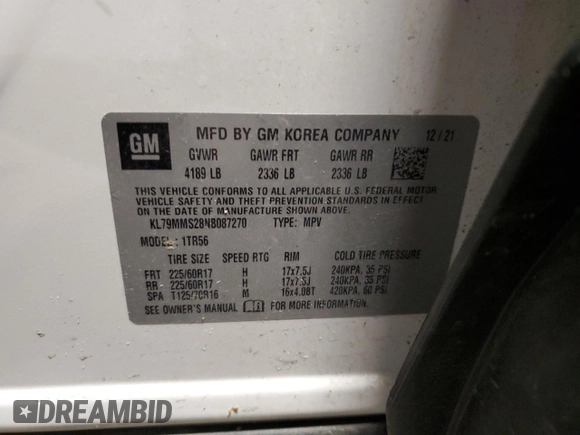 GM MFD BY GM KOREA COMPANY 12/21
GVWR GAWR FRT GAWR RR
4189 LB 2336 LB 2336 LB
THIS VEHICLE CONFORMS TO ALL APPLICABLE U.S. FEDERAL MOTOR
VEHICLE SAFETY AND THEFT PREVENTION STANDARDS IN EFFECT ON
THE DATE OF MANUFACTURE SHOWN ABOVE.
KL79MMS28NB087270 TYPE: MPV
MODEL: 1TR56
TIRE SIZE SPEED RTG RIM COLD TIRE PRESSURE
FRT 225/60R17 H 17x7.5J 240KPA, 35 PSI
RR 225/60R17 H 17x7.5J 240KPA, 35 PSI
SPA T125/70R16 M 16x4.0BT 420KPA, 60 PSI
SEE OWNER'S MANUAL FOR MORE INFORMATION.
DREAMBID